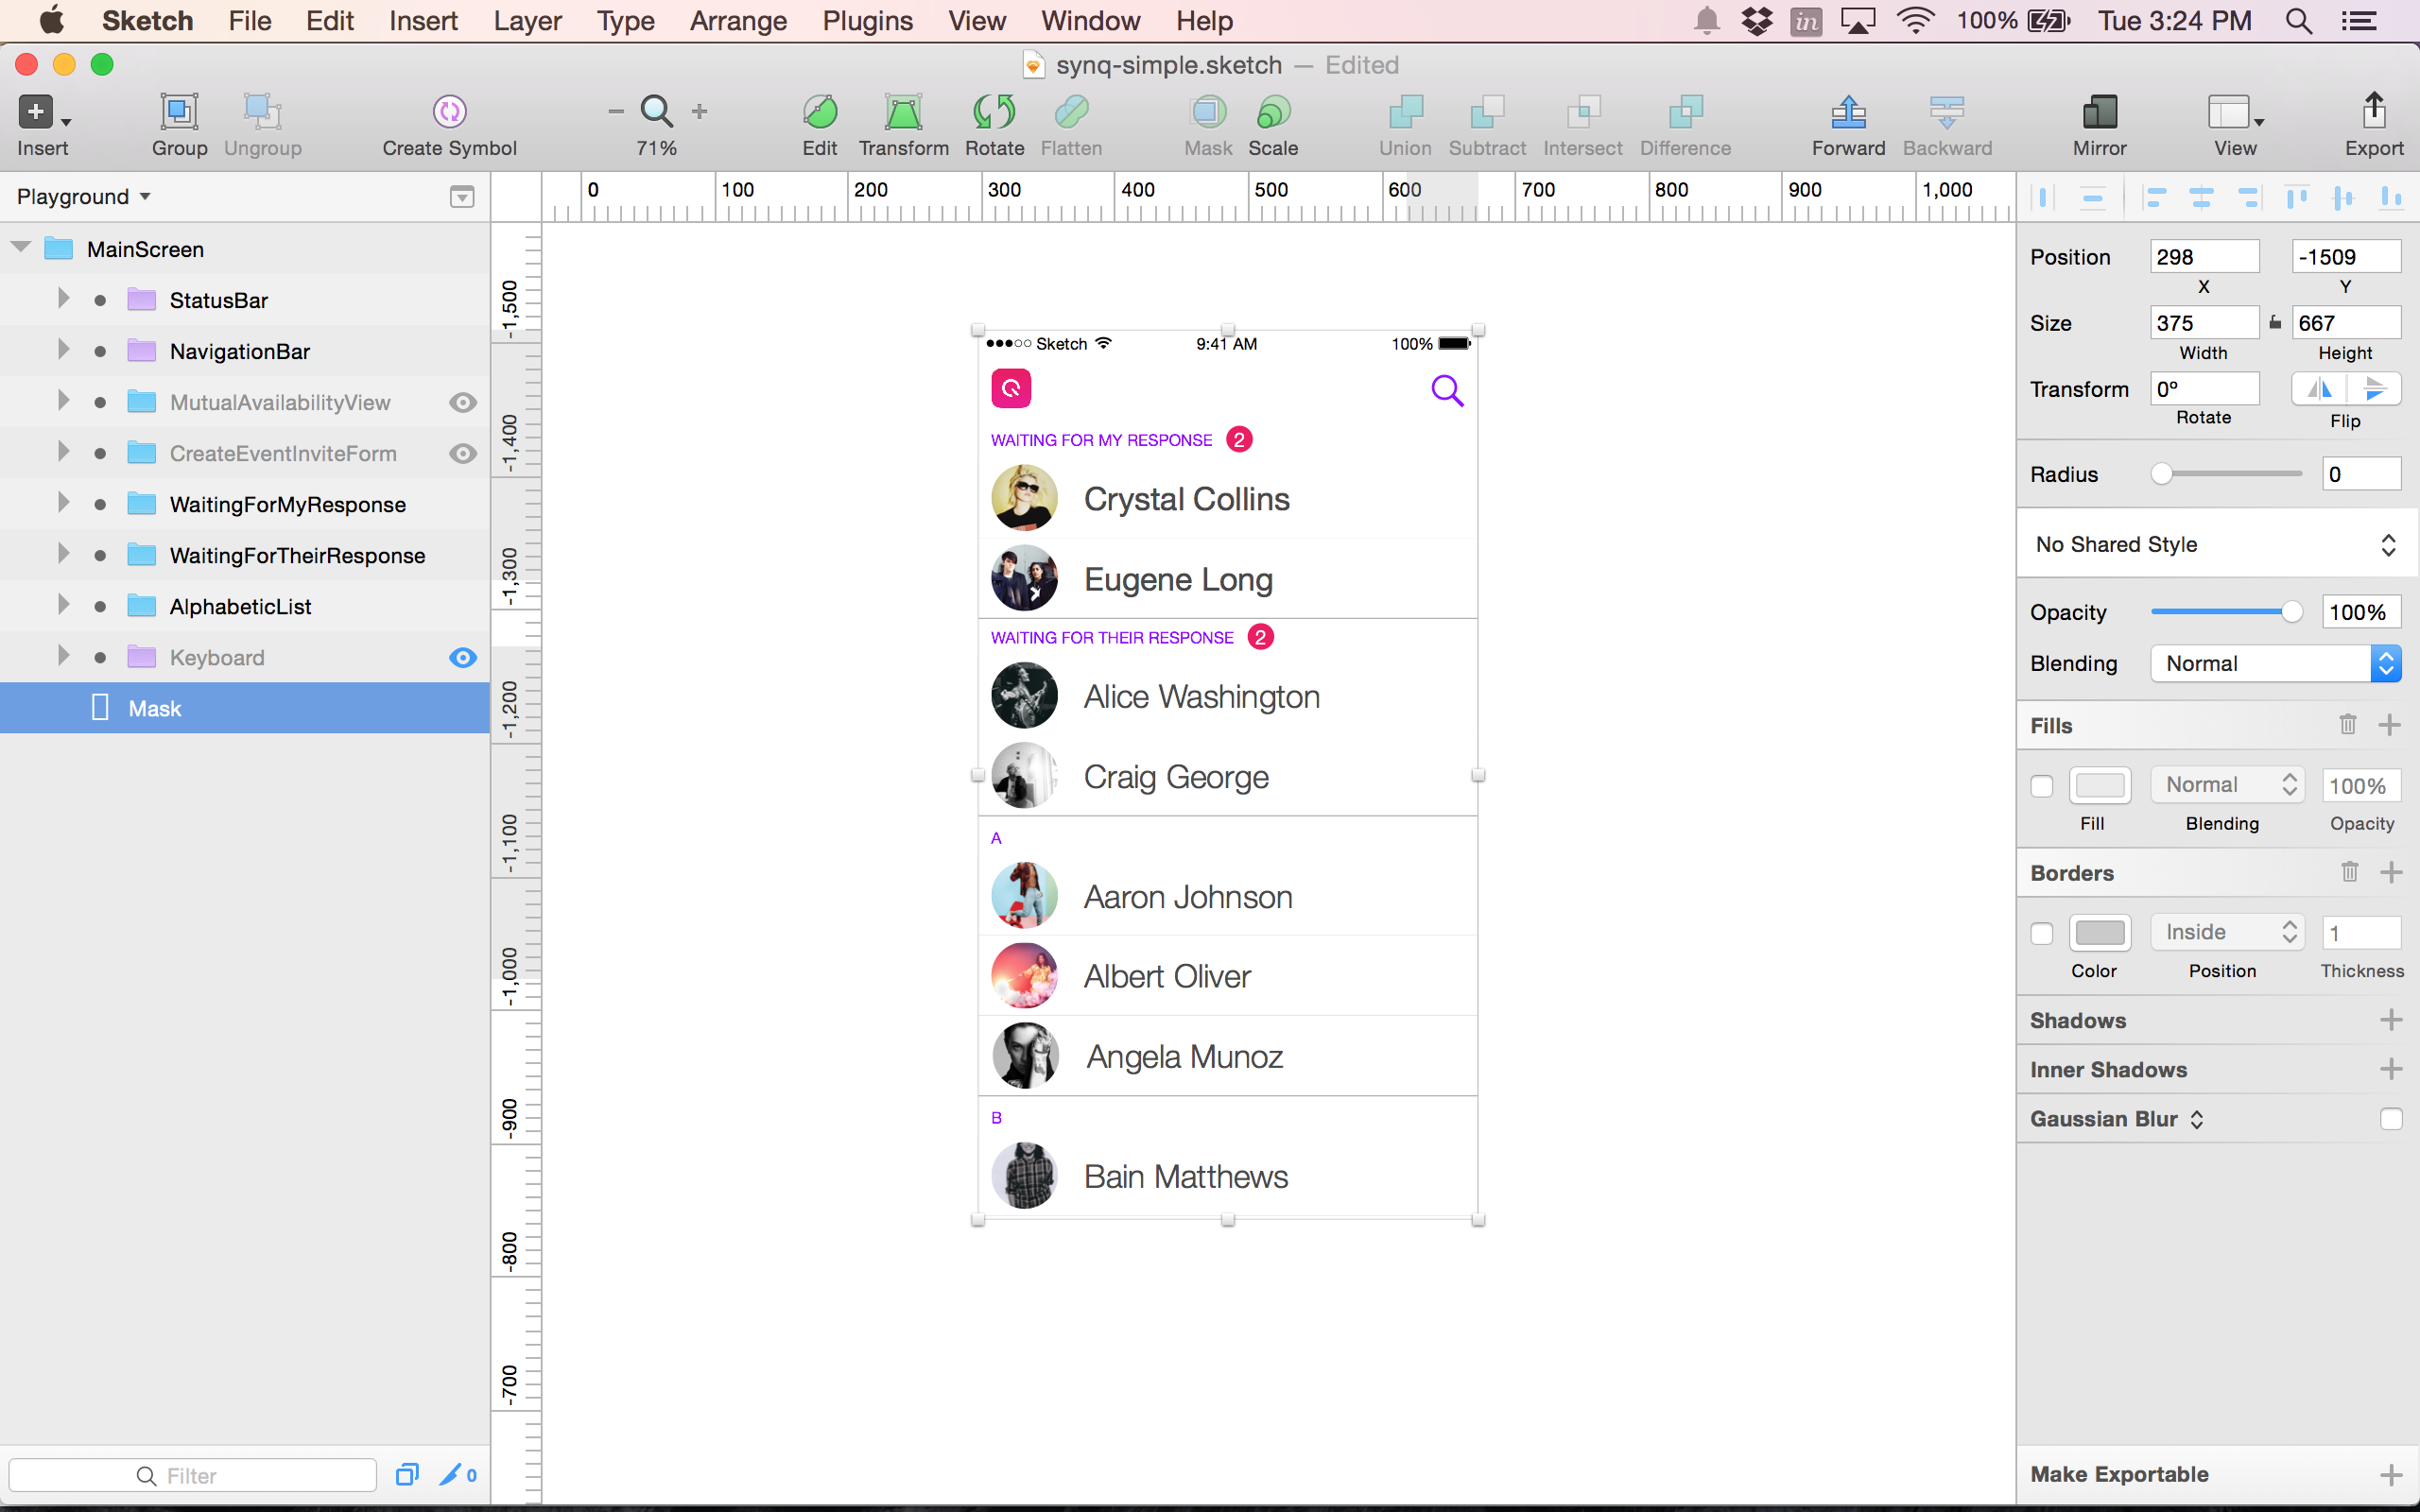 Sketch File Edit Insert Layer Type Arrange Plugins View Window Help in 100% Tue 3:24 PM
synq-simple.sketch — Edited
Insert Group Ungroup Create Symbol 71% Edit Transform Rotate Flatten Mask Scale Union Subtract Intersect Difference Forward Backward Mirror View Export
Playground
0 100 200 300 400 500 600 700 800 900 1,000
MainScreen
StatusBar
NavigationBar
MutualAvailabilityView
CreateEventInviteForm
WaitingForMyResponse
WaitingForTheirResponse
AlphabeticList
Keyboard
Mask
Filter
0
-1,500
-1,400
-1,300
-1,200
-1,100
-1,000
-900
-800
-700
Sketch 9:41 AM 100%
WAITING FOR MY RESPONSE 2
Crystal Collins
Eugene Long
WAITING FOR THEIR RESPONSE 2
Alice Washington
Craig George
A
Aaron Johnson
Albert Oliver
Angela Munoz
B
Bain Matthews
Position 298 -1509
X Y
Size 375 667
Width Height
Transform 0º
Rotate Flip
Radius 0
No Shared Style
Opacity 100%
Blending Normal
Fills
Normal 100%
Fill Blending Opacity
Borders
Inside 1
Color Position Thickness
Shadows
Inner Shadows
Gaussian Blur
Make Exportable